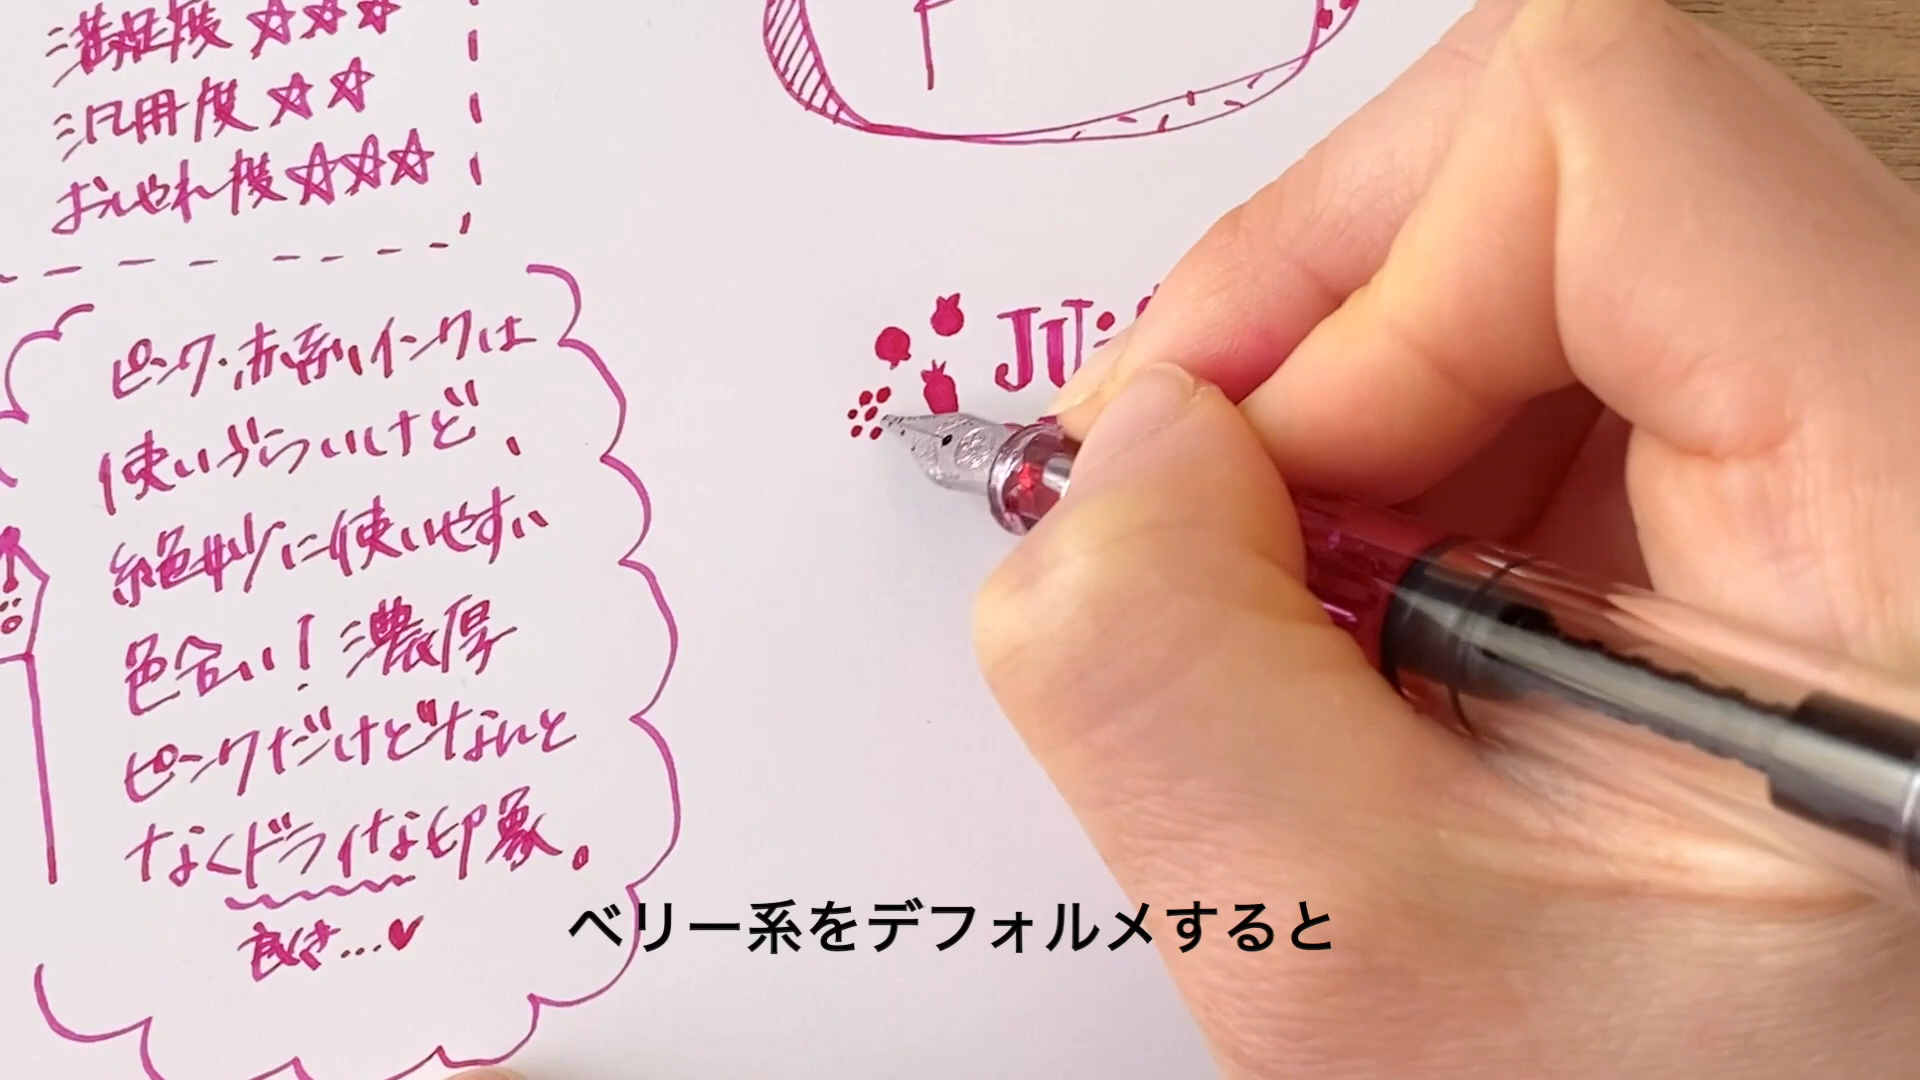 満足度 ☆☆☆
汎用度 ☆☆
おしゃれ度 ☆☆☆
ピンク・赤系インクは
使いづらいけど、
絶妙に使いやすい
色合い! 濃厚
ピンクだけどなんと
なくドライな印象。
良き…♥
ベリー系をデフォルメすると